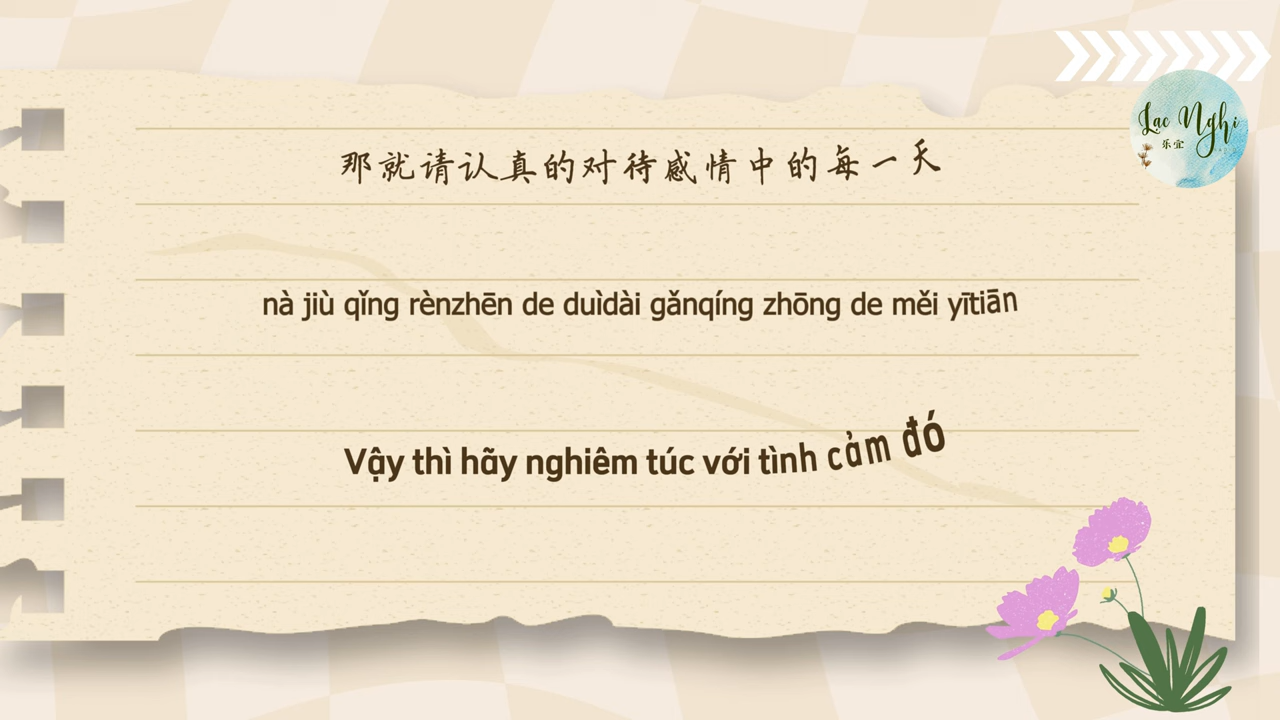 Lac Nghi
乐宜
那就请认真的对待感情中的每一天
nà jiù qǐng rènzhēn de duìdài gǎnqíng zhōng de měi yītiān
Vậy thì hãy nghiêm túc với tình cảm đó